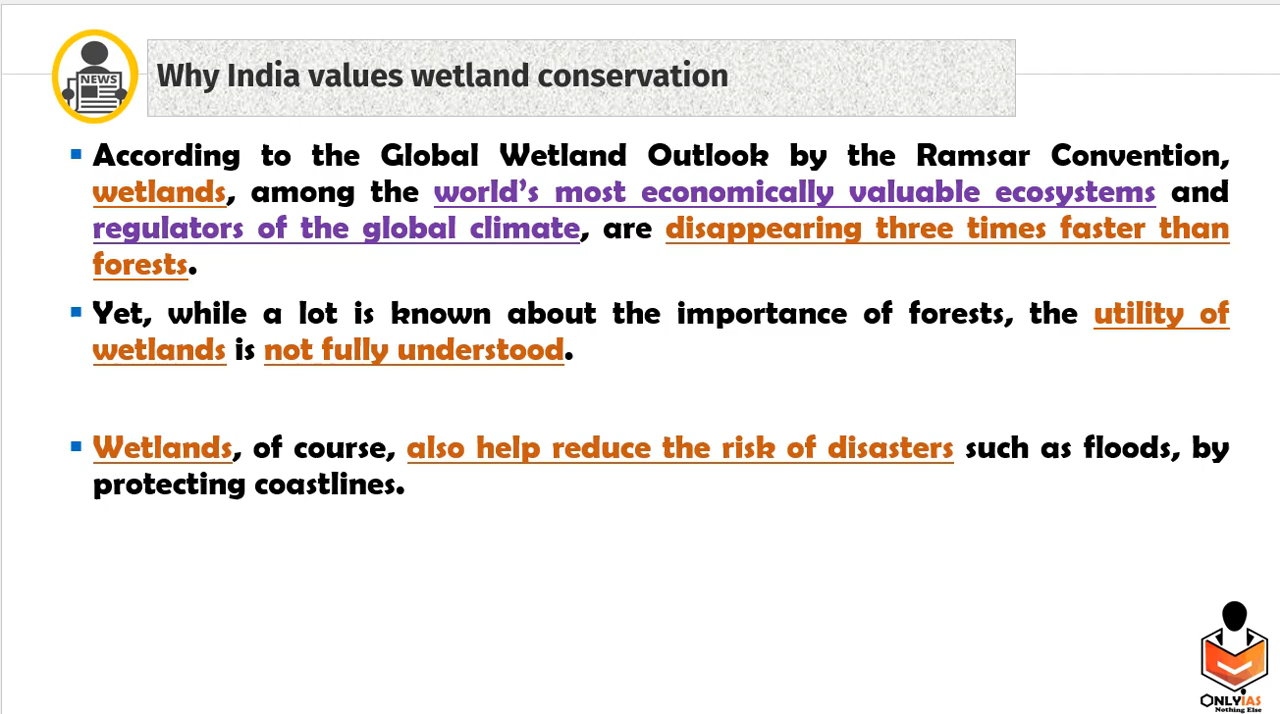 NEWS
Why India values wetland conservation
According to the Global Wetland Outlook by the Ramsar Convention,
wetlands, among the world's most economically valuable ecosystems and
regulators of the global climate, are disappearing three times faster than
forests.
Yet, while a lot is known about the importance of forests, the utility of
wetlands is not fully understood.
Wetlands, of course, also help reduce the risk of disasters such as floods, by
protecting coastlines.
ONLYIAS
Nothing Else